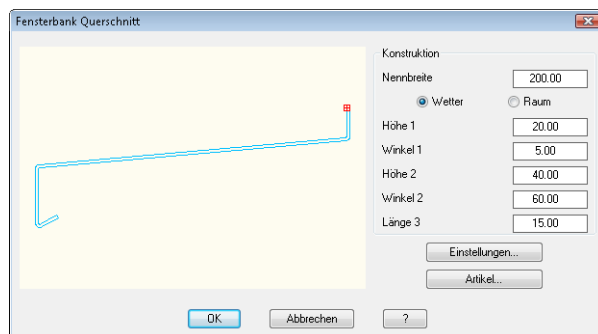 Fensterbank Querschnitt
Konstruktion
Nennbreite 200.00
Wetter Raum
Höhe 1 20.00
Winkel 1 5.00
Höhe 2 40.00
Winkel 2 60.00
Länge 3 15.00
Einstellungen...
Artikel...
OK Abbrechen ?